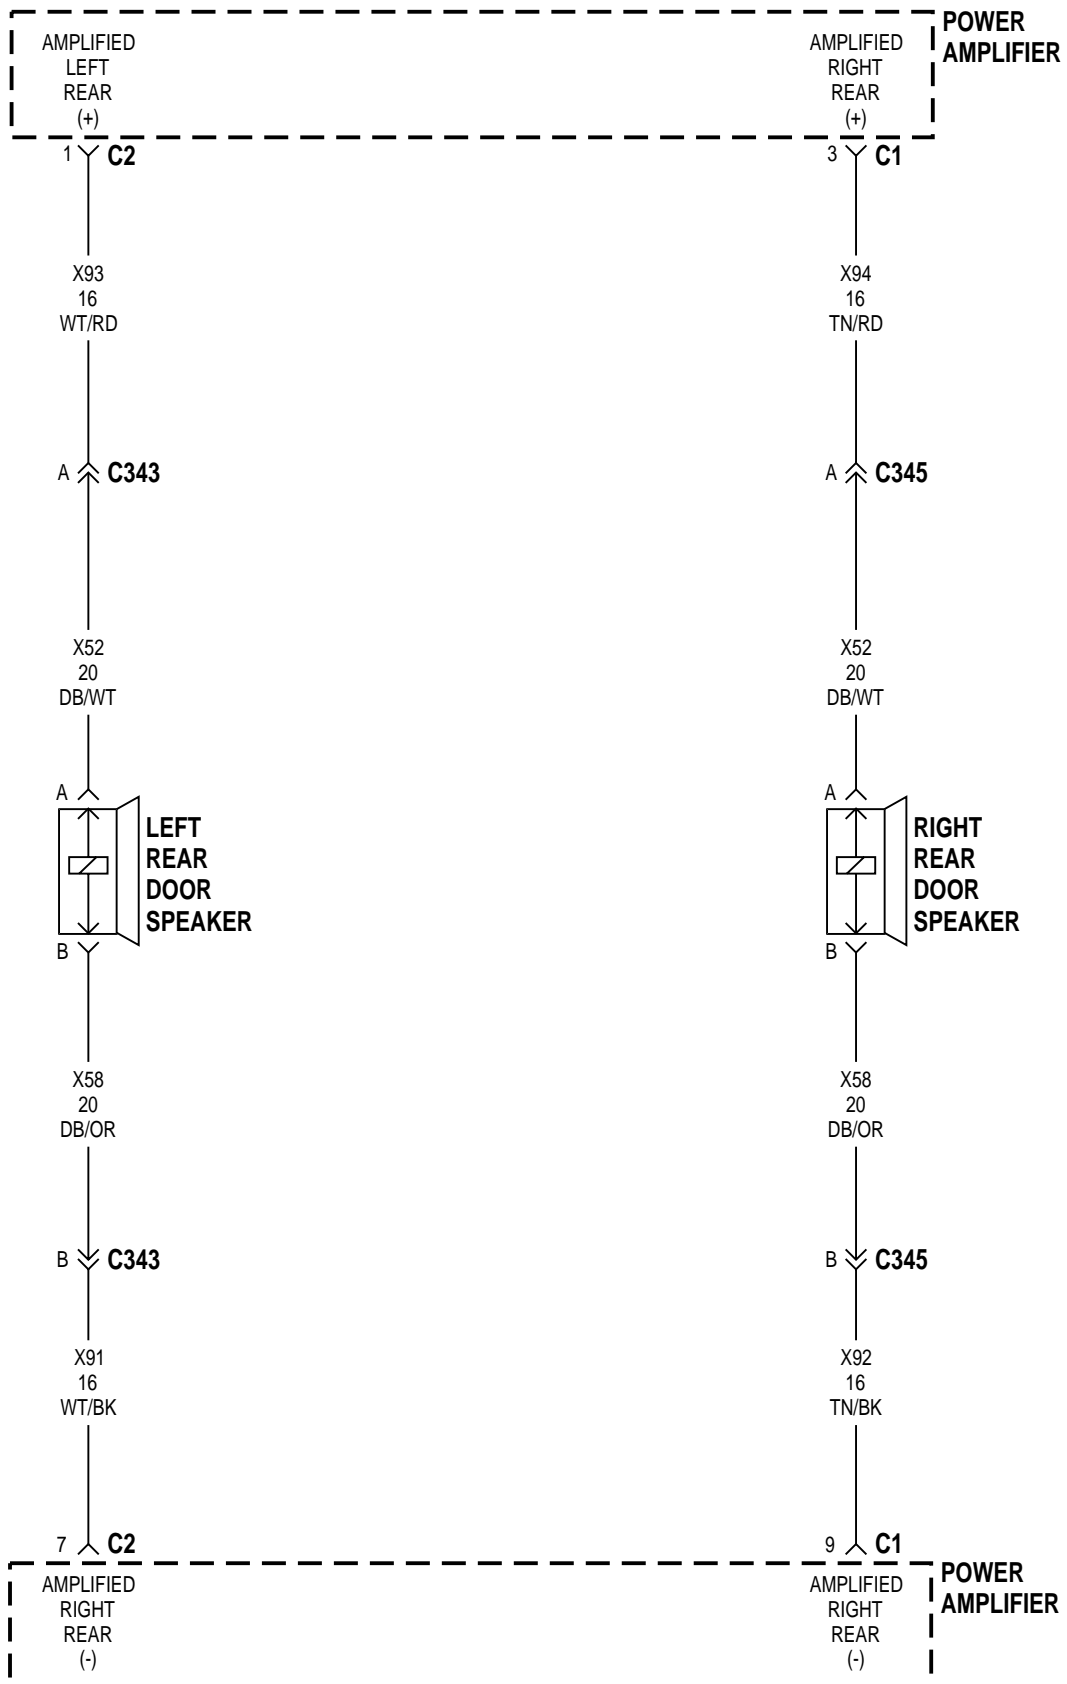 AMPLIFIED
LEFT
REAR
(+)
AMPLIFIED
RIGHT
REAR
(+)
POWER
AMPLIFIER
1 C2
3 C1
X93
16
WT/RD
X94
16
TN/RD
A C343
A C345
X52
20
DB/WT
X52
20
DB/WT
A
LEFT
REAR
DOOR
SPEAKER
B
A
RIGHT
REAR
DOOR
SPEAKER
B
X58
20
DB/OR
X58
20
DB/OR
B C343
B C345
X91
16
WT/BK
X92
16
TN/BK
7 C2
9 C1
AMPLIFIED
RIGHT
REAR
(-)
AMPLIFIED
RIGHT
REAR
(-)
POWER
AMPLIFIER